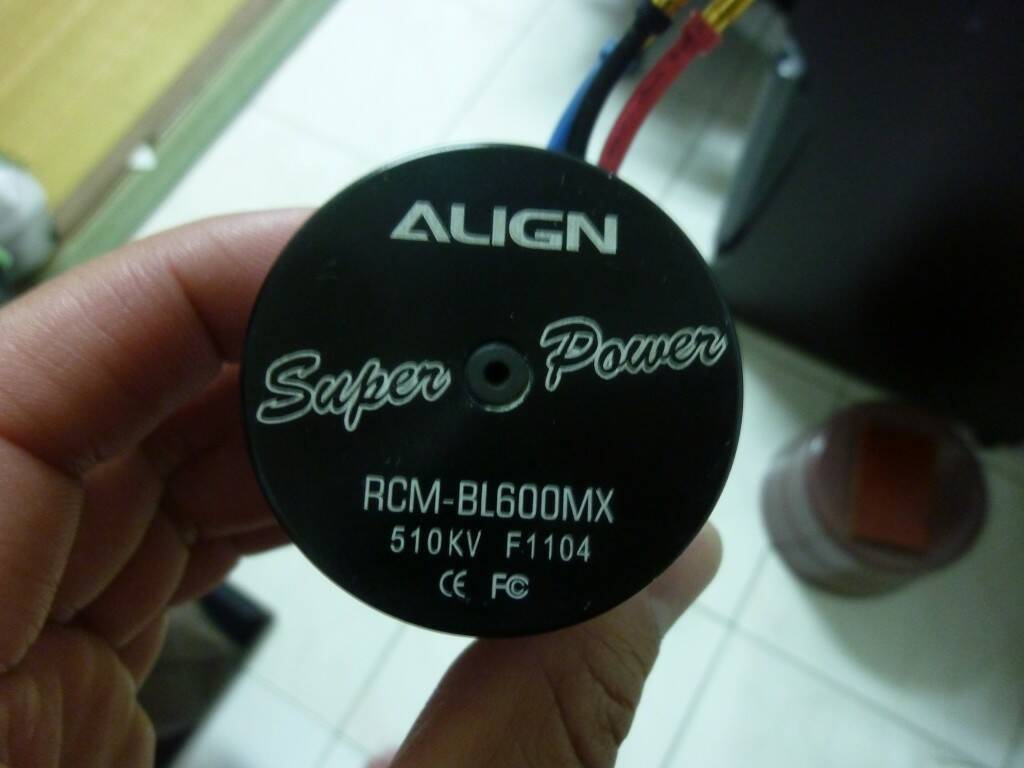 ALIGN
Super Power
RCM-BL600MX
510KV F1104
CE FC